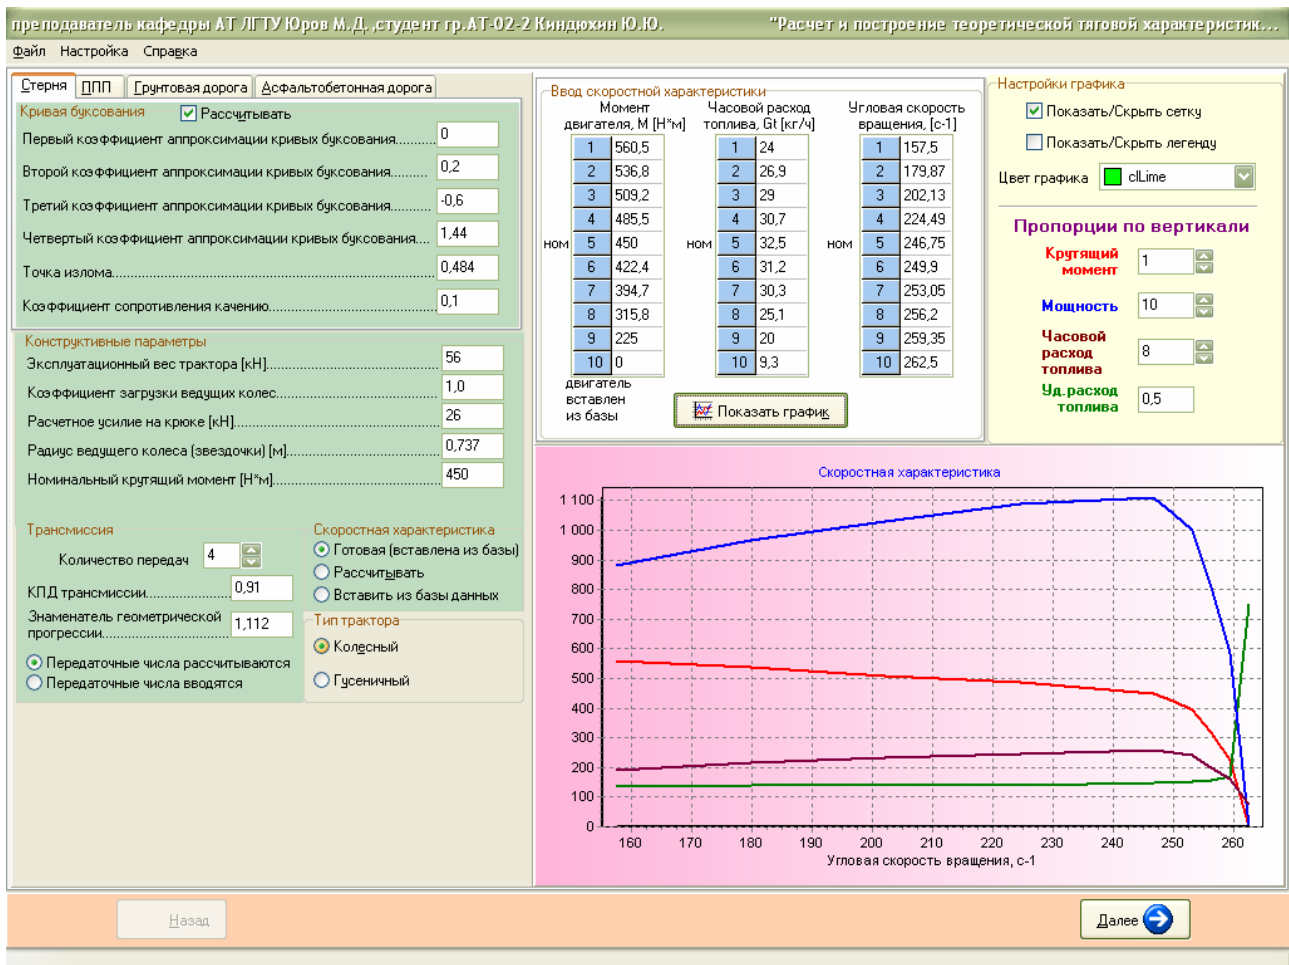 преподаватель кафедры АТ ЛГТУ Юров М.Д. ,студент гр.АТ-02-2 Киндюхин Ю.Ю. "Расчет и построение теоретической тяговой характеристик...
Файл Настройка Справка
Стерня ППП Грунтовая дорога Асфальтобетонная дорога
Кривая буксования Рассчитывать
Первый коэффициент аппроксимации кривых буксования.......... 0
Второй коэффициент аппроксимации кривых буксования......... 0,2
Третий коэффициент аппроксимации кривых буксования.......... -0,6
Четвертый коэффициент аппроксимации кривых буксования.... 1,44
Точка излома 0,484
Коэффициент сопротивления качению 0,1
Конструктивные параметры
Эксплуатационный вес трактора [кН] 56
Коэффициент загрузки ведущих колес 1,0
Расчетное усилие на крюке [кН] 26
Радиус ведущего колеса (звездочки) [м] 0,737
Номинальный крутящий момент [Н*м] 450
Трансмиссия
Количество передач 4
КПД трансмиссии 0,91
Знаменатель геометрической
прогрессии 1,112
Передаточные числа рассчитываются
Передаточные числа вводятся
Скоростная характеристика
Готовая (вставлена из базы)
Рассчитывать
Вставить из базы данных
Тип трактора
Колесный
Гусеничный
Ввод скоростной характеристики
Момент Часовой расход Угловая скорость
двигателя, М [Н*м] топлива, Gt [кг/ч] вращения, [с-1]
1 560,5 1 24 1 157,5
2 536,8 2 26,9 2 179,87
3 509,2 3 29 3 202,13
4 485,5 4 30,7 4 224,49
ном 5 450 ном 5 32,5 ном 5 246,75
6 422,4 6 31,2 6 249,9
7 394,7 7 30,3 7 253,05
8 315,8 8 25,1 8 256,2
9 225 9 20 9 259,35
10 0 10 9,3 10 262,5
двигатель
вставлен
из базы
Показать график
Настройки графика
Показать/Скрыть сетку
Показать/Скрыть легенду
Цвет графика clLime
Пропорции по вертикали
Крутящий
момент 1
Мощность 10
Часовой
расход 8
топлива
Уд.расход
топлива 0,5
Скоростная характеристика
1 100
1 000
900
800
700
600
500
400
300
200
100
0
160 170 180 190 200 210 220 230 240 250 260
Угловая скорость вращения, с-1
Назад Далее